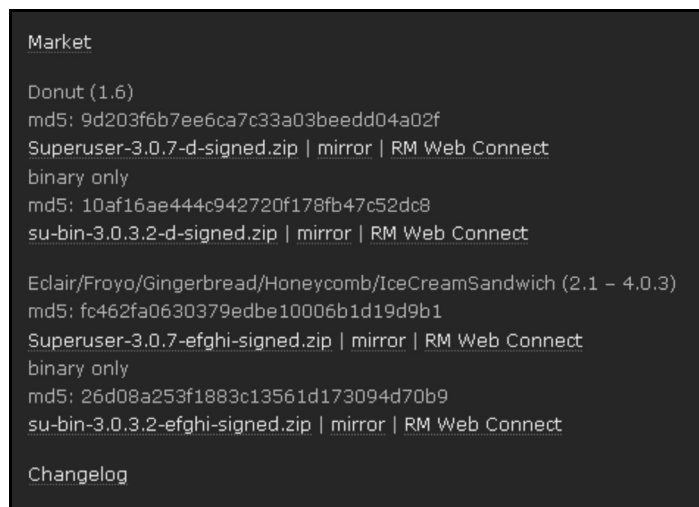 Market
Donut (1.6)
md5: 9d203f6b7ee6ca7c33a03beedd04a02f
Superuser-3.0.7-d-signed.zip | mirror | RM Web Connect
binary only
md5: 10af16ae444c942720f178fb47c52dc8
su-bin-3.0.3.2-d-signed.zip | mirror | RM Web Connect
Eclair/Froyo/Gingerbread/Honeycomb/IceCreamSandwich (2.1 – 4.0.3)
md5: fc462fa0630379edbe10006b1d19d9b1
Superuser-3.0.7-efghi-signed.zip | mirror | RM Web Connect
binary only
md5: 26d08a253f1883c13561d173094d70b9
su-bin-3.0.3.2-efghi-signed.zip | mirror | RM Web Connect
Changelog